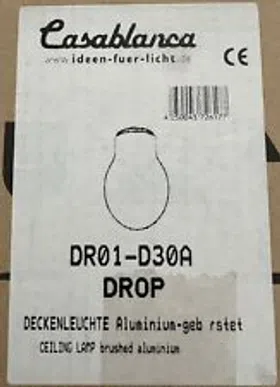 Casablanca
www.ideen-fuer-licht.de
CE
DR01-D30A
DROP
DECKENLEUCHTE Aluminium-geb rstet
CEILING LAMP brushed aluminium